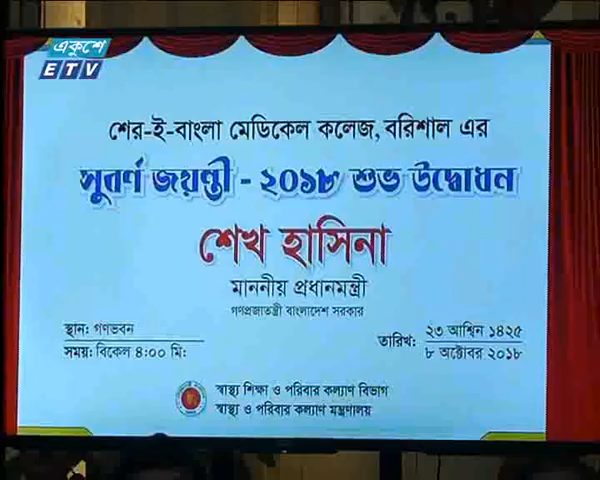 একুশে
ETV
শের-ই-বাংলা মেডিকেল কলেজ, বরিশাল এর
সুবর্ণ জয়ন্তী - ২০১৮ শুভ উদ্বোধন
শেখ হাসিনা
মাননীয় প্রধানমন্ত্রী
গণপ্রজাতন্ত্রী বাংলাদেশ সরকার
স্থান: গণভবন
সময়: বিকেল ৪:০০ মি:
তারিখ: ২৩ আশ্বিন ১৪২৫
৮ অক্টোবর ২০১৮
স্বাস্থ্য শিক্ষা ও পরিবার কল্যাণ বিভাগ
স্বাস্থ্য ও পরিবার কল্যাণ মন্ত্রণালয়